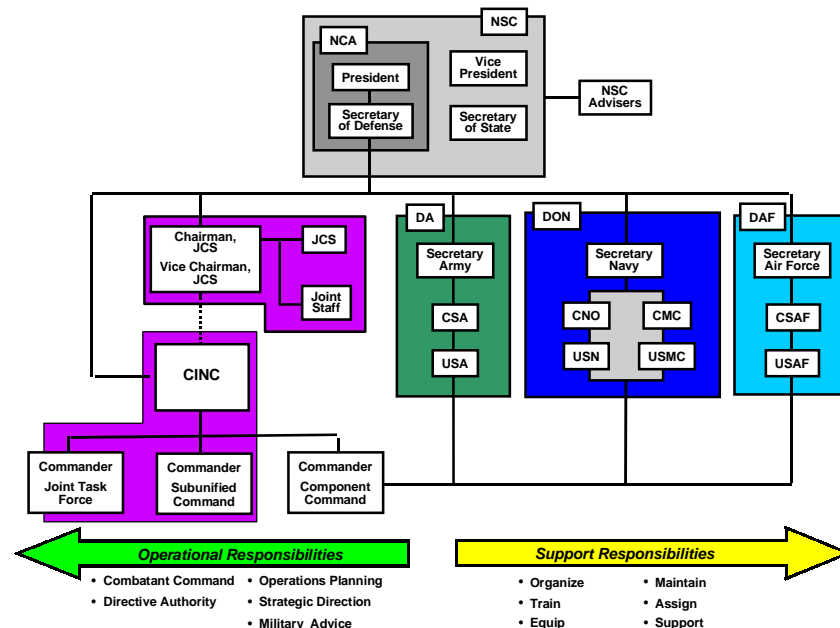 NSC
NCA
President
Secretary
of Defense
Vice
President
Secretary
of State
NSC
Advisers
Chairman,
JCS
Vice Chairman,
JCS
JCS
Joint
Staff
CINC
Commander
Joint Task
Force
Commander
Subunified
Command
Commander
Component
Command
DA
Secretary
Army
CSA
USA
DON
Secretary
Navy
CNO
CMC
USN
USMC
DAF
Secretary
Air Force
CSAF
USAF
Operational Responsibilities
• Combatant Command
• Directive Authority
• Operations Planning
• Strategic Direction
• Military Advice
Support Responsibilities
• Organize
• Train
• Equip
• Maintain
• Assign
• Support